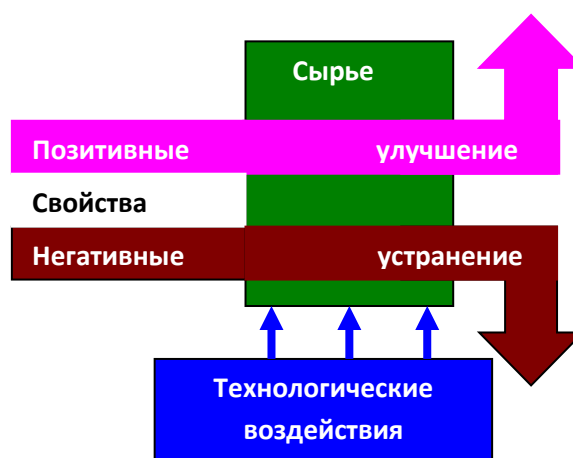 Сырье
Позитивные улучшение
Свойства
Негативные устранение
Технологические
воздействия